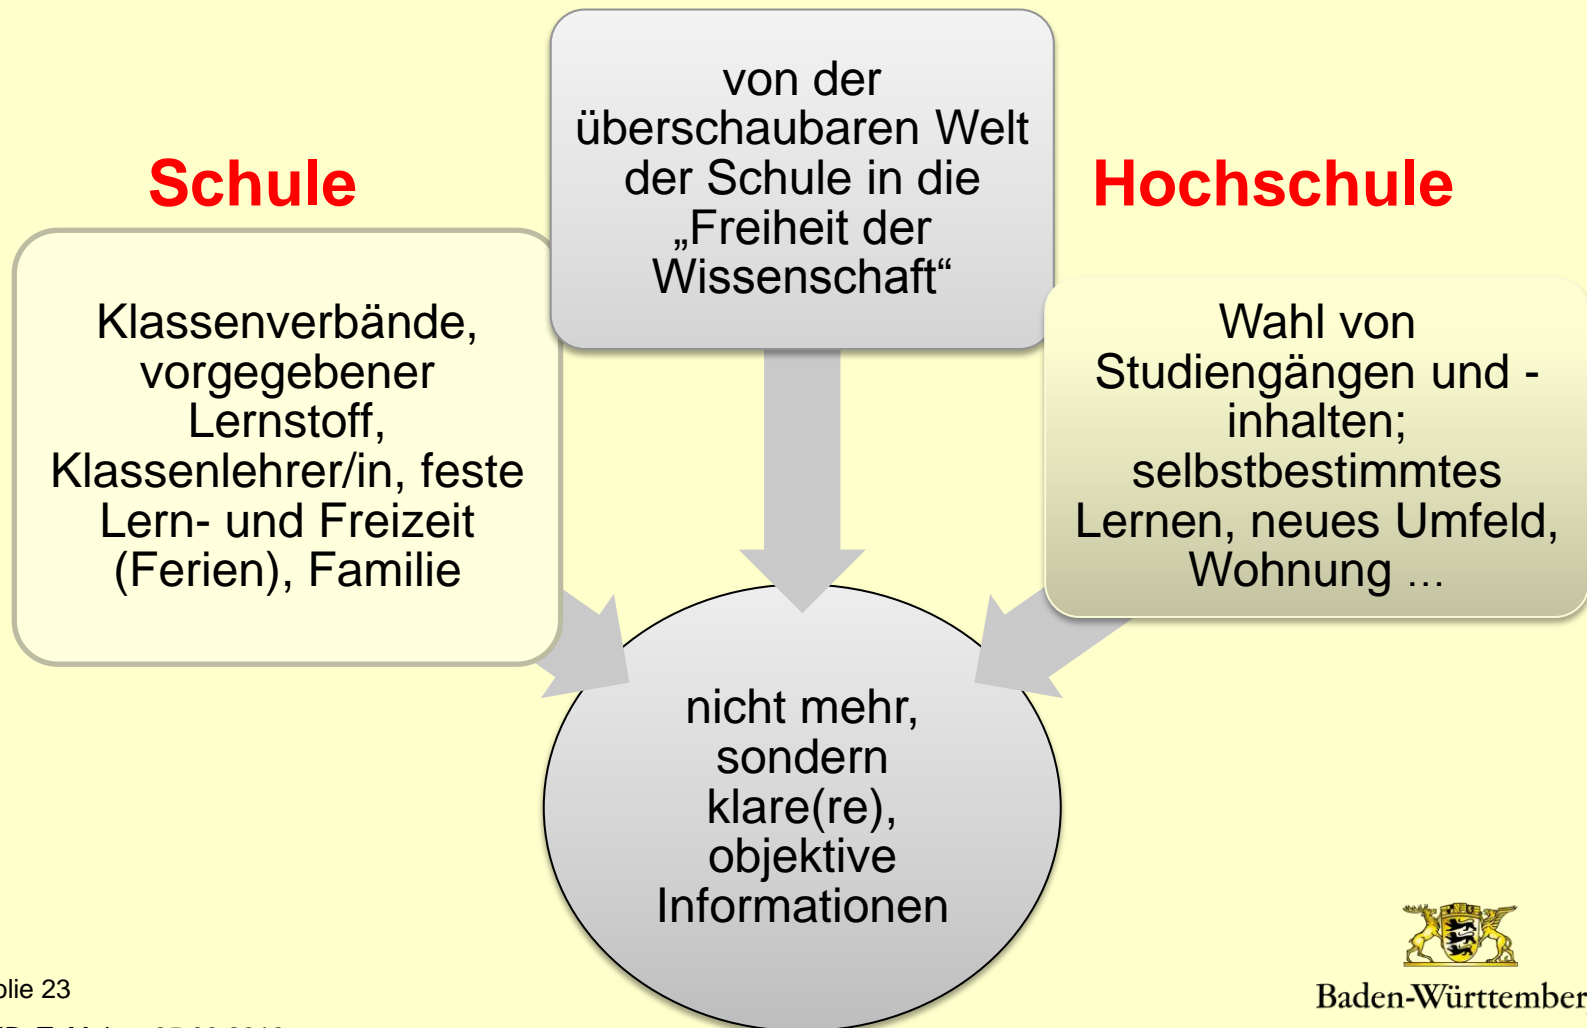 von der
überschaubaren Welt
der Schule in die
„Freiheit der
Wissenschaft“
Schule
Hochschule
Klassenverbände,
vorgegebener
Lernstoff,
Klassenlehrer/in, feste
Lern- und Freizeit
(Ferien), Familie
Wahl von
Studiengängen und -
inhalten;
selbstbestimmtes
Lernen, neues Umfeld,
Wohnung ...
nicht mehr,
sondern
klare(re),
objektive
Informationen
olie 23
Baden-Württember